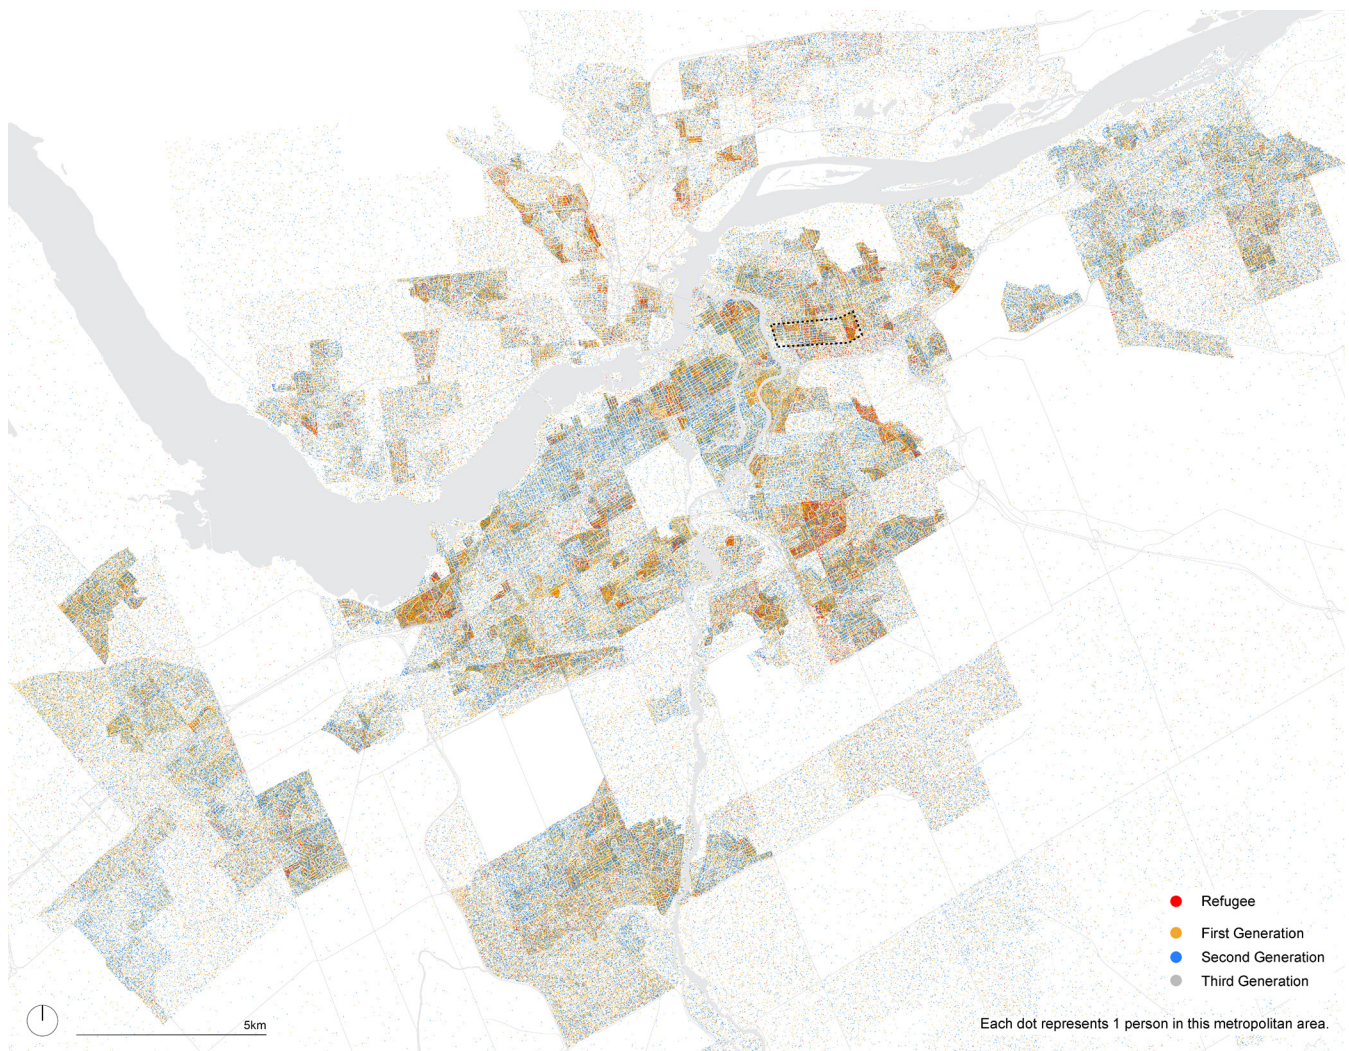 Refugee
First Generation
Second Generation
Third Generation
5km
Each dot represents 1 person in this metropolitan area.